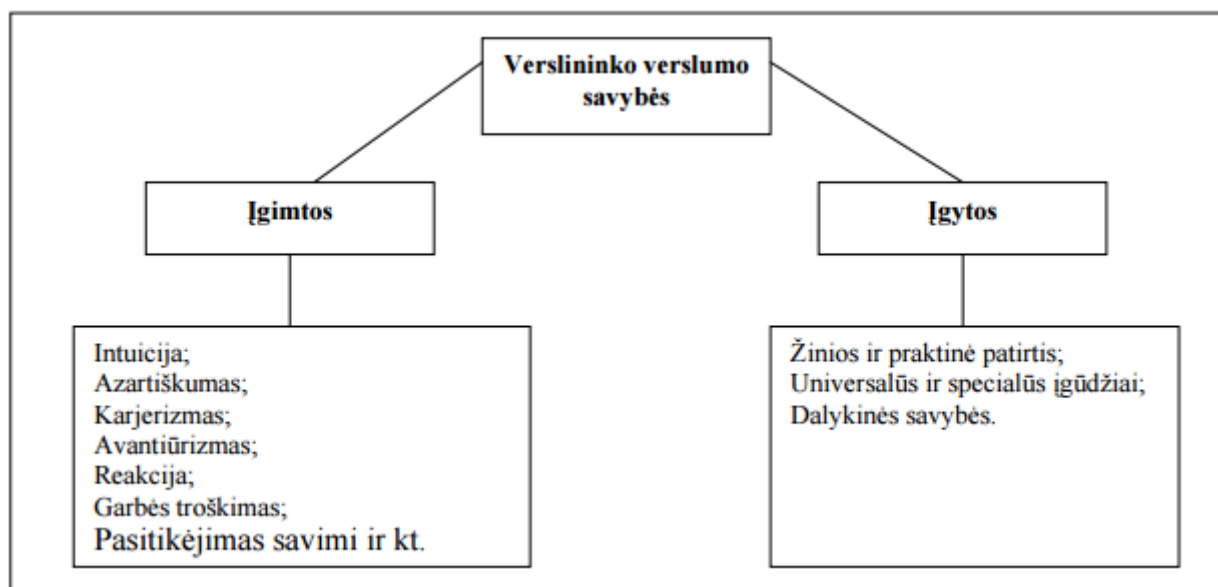 Verslininko verslumo
savybės
Įgimtos
Įgytos
Intuicija;
Azartiškumas;
Karjerizmas;
Avantiūrizmas;
Reakcija;
Garbės troškimas;
Pasitikėjimas savimi ir kt.
Žinios ir praktinė patirtis;
Universalūs ir specialūs įgūdžiai;
Dalykinės savybės.